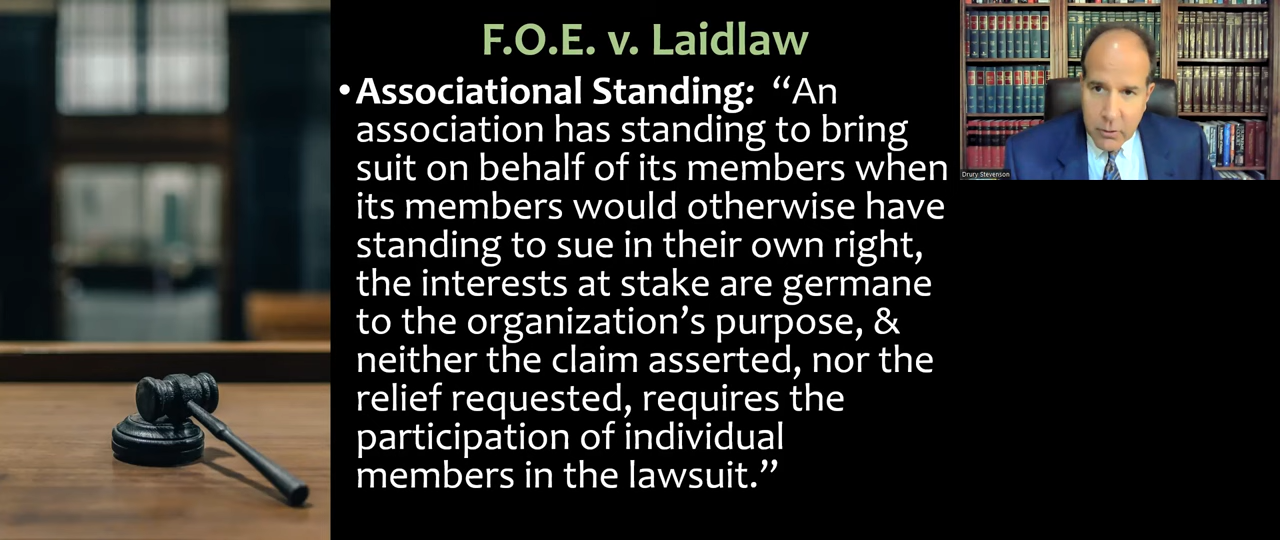 F.O.E. v. Laidlaw
•Associational Standing: “An
association has standing to bring
suit on behalf of its members when
its members would otherwise have
standing to sue in their own right,
the interests at stake are germane
to the organization’s purpose, &
neither the claim asserted, nor the
relief requested, requires the
participation of individual
members in the lawsuit.”
Drury Stevenson